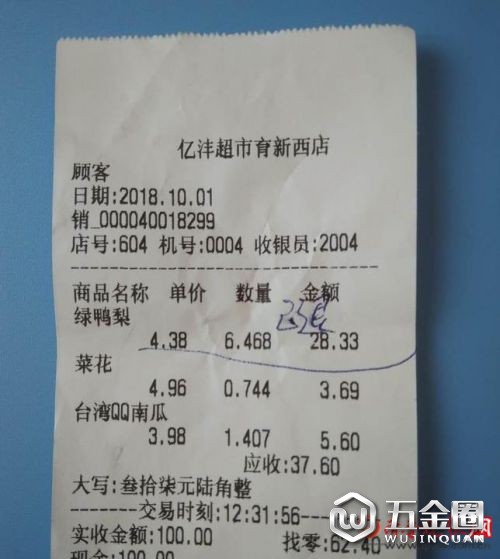 亿沣超市育新西店
顾客
日期:2018.10.01
销_000040018299
店号:604 机号:0004 收银员:2004
商品名称 单价 数量 金额
绿鸭梨
4.38 6.468 28.33
菜花
4.96 0.744 3.69
台湾QQ南瓜
3.98 1.407 5.60
应收:37.60
大写:叁拾柒元陆角整
交易时刻:12:31:56
实收金额:100.00 找零:62.40
现金:100.00
五金圈
WUSINQUAN